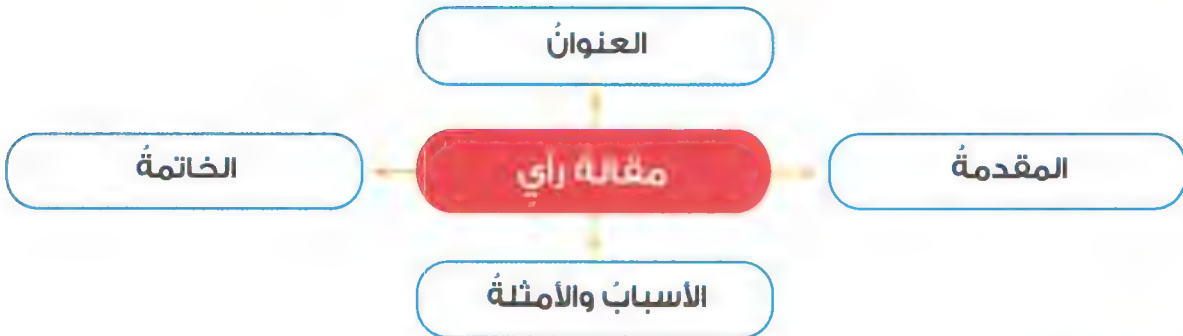 العنوانُ
المقدمةُ
مقالة رأيٍ
الخاتمةُ
الأسبابُ والأمثلةُ